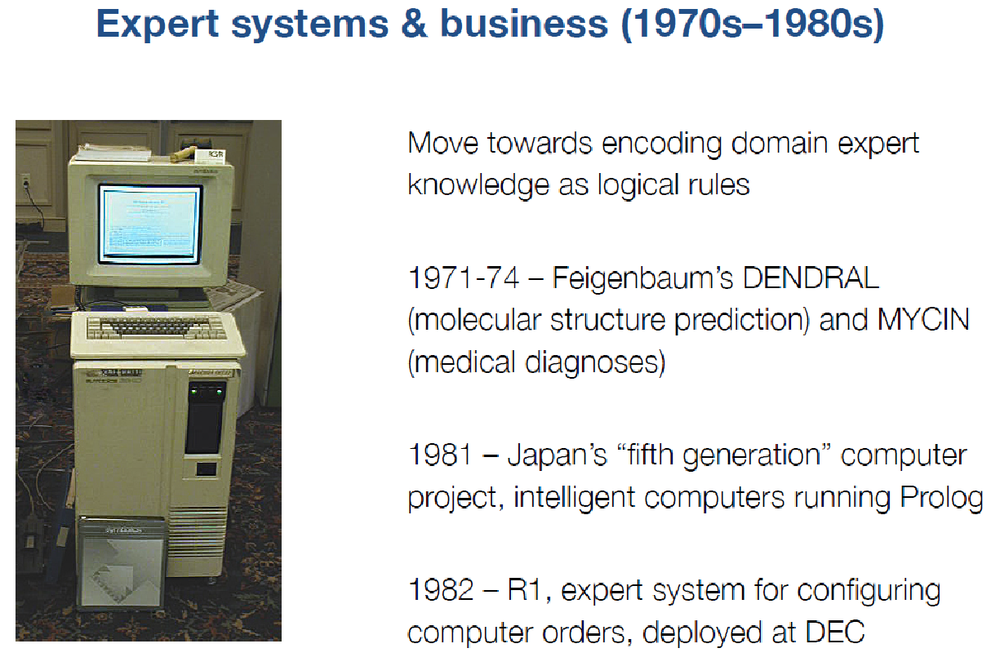 Expert systems & business (1970s–1980s)
Move towards encoding domain expert
knowledge as logical rules
1971-74 – Feigenbaum’s DENDRAL
(molecular structure prediction) and MYCIN
(medical diagnoses)
1981 – Japan’s “fifth generation” computer
project, intelligent computers running Prolog
1982 – R1, expert system for configuring
computer orders, deployed at DEC
symbolics